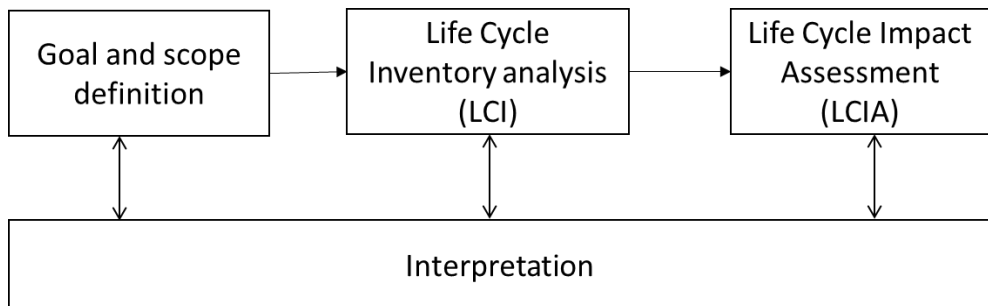 Goal and scope
definition
Life Cycle
Inventory analysis
(LCI)
Life Cycle Impact
Assessment
(LCIA)
Interpretation